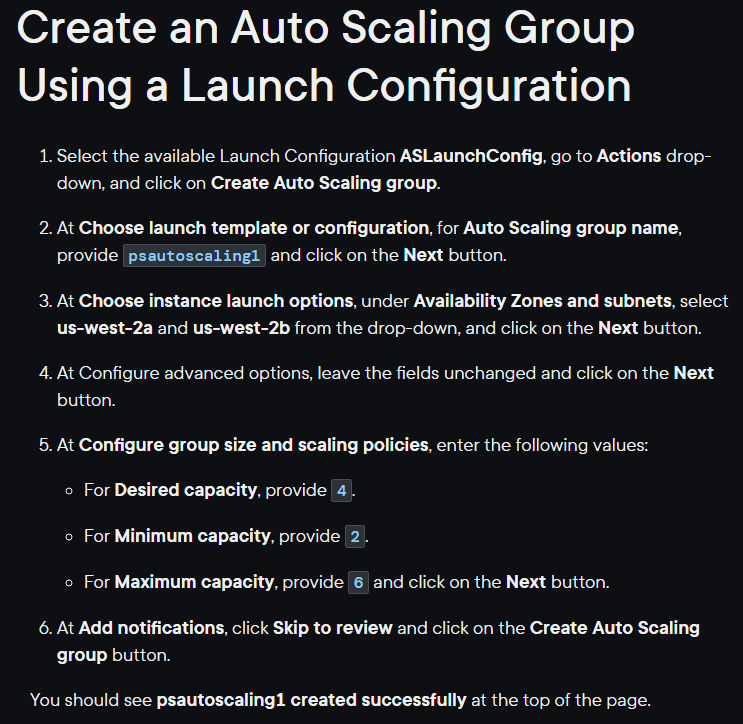 Create an Auto Scaling Group
Using a Launch Configuration
1. Select the available Launch Configuration ASLaunchConfig, go to Actions drop-
down, and click on Create Auto Scaling group.
2. At Choose launch template or configuration, for Auto Scaling group name,
provide psautoscaling1 and click on the Next button.
3. At Choose instance launch options, under Availability Zones and subnets, select
us-west-2a and us-west-2b from the drop-down, and click on the Next button.
4. At Configure advanced options, leave the fields unchanged and click on the Next
button.
5. At Configure group size and scaling policies, enter the following values:
○ For Desired capacity, provide 4.
○ For Minimum capacity, provide 2.
○ For Maximum capacity, provide 6 and click on the Next button.
6. At Add notifications, click Skip to review and click on the Create Auto Scaling
group button.
You should see psautoscaling1 created successfully at the top of the page.